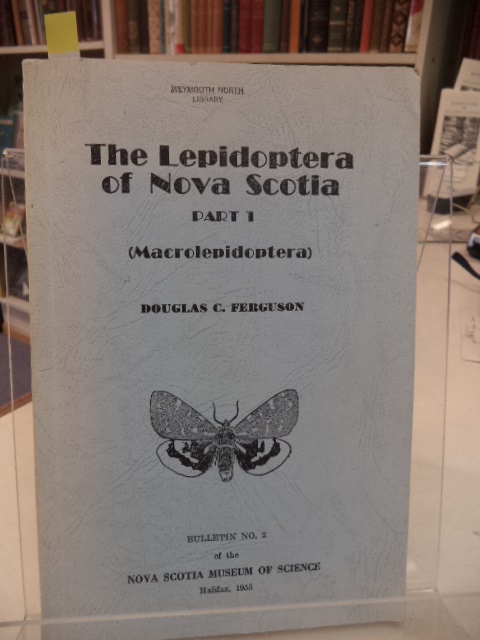 WEYMOUTH NORTH
LIBRARY
The Lepidoptera
of Nova Scotia
PART 1
(Macrolepidoptera)
DOUGLAS C. FERGUSON
BULLETIN NO. 2
of the
NOVA SCOTIA MUSEUM OF SCIENCE
Halifax, 1955